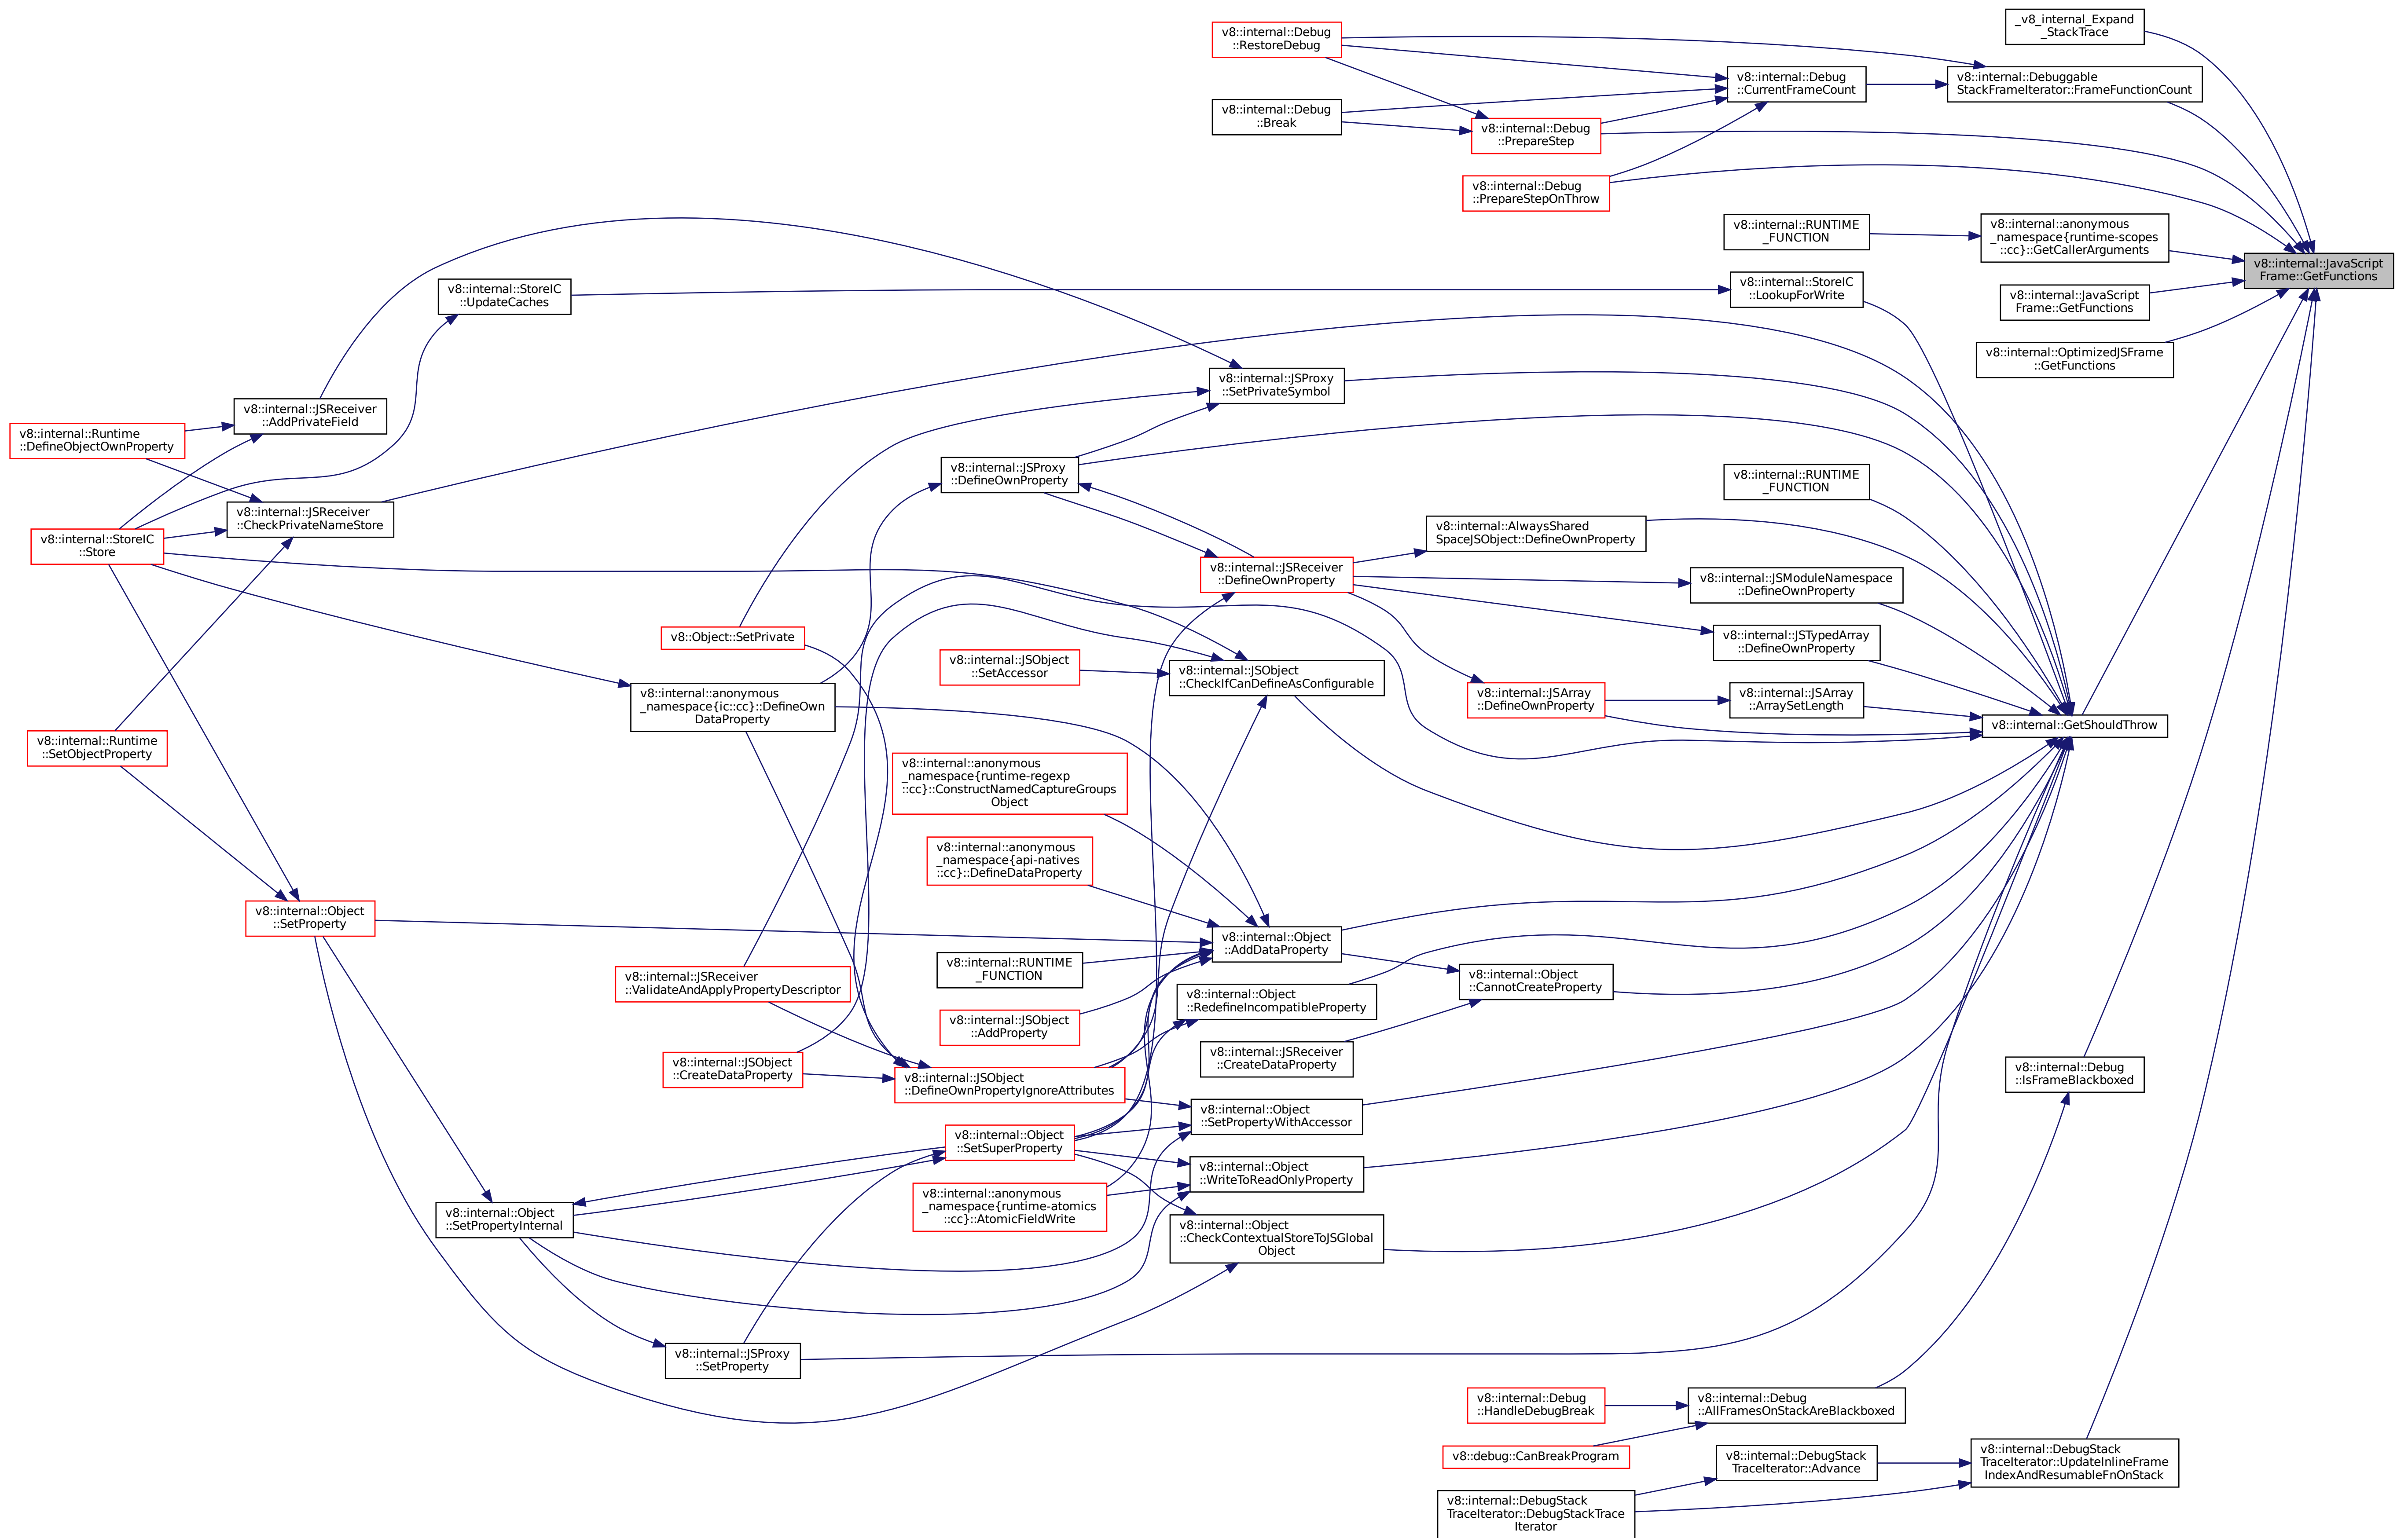 _v8_internal_Expand
_StackTrace
v8::internal::Debug
::RestoreDebug
v8::internal::Debug
::CurrentFrameCount
v8::internal::Debuggable
StackFrameIterator::FrameFunctionCount
v8::internal::Debug
::Break
v8::internal::Debug
::PrepareStep
v8::internal::Debug
::PrepareStepOnThrow
v8::internal::RUNTIME
_FUNCTION
v8::internal::anonymous
_namespace{runtime-scopes
::cc}::GetCallerArguments
v8::internal::JavaScript
Frame::GetFunctions
v8::internal::StoreIC
::UpdateCaches
v8::internal::StoreIC
::LookupForWrite
v8::internal::JavaScript
Frame::GetFunctions
v8::internal::OptimizedJSFrame
::GetFunctions
v8::internal::JSProxy
::SetPrivateSymbol
v8::internal::JSReceiver
::AddPrivateField
v8::internal::Runtime
::DefineObjectOwnProperty
v8::internal::JSProxy
::DefineOwnProperty
v8::internal::RUNTIME
_FUNCTION
v8::internal::JSReceiver
::CheckPrivateNameStore
v8::internal::AlwaysShared
SpaceJSObject::DefineOwnProperty
v8::internal::StoreIC
::Store
v8::internal::JSReceiver
::DefineOwnProperty
v8::internal::JSModuleNamespace
::DefineOwnProperty
v8::Object::SetPrivate
v8::internal::JSTypedArray
::DefineOwnProperty
v8::internal::JSObject
::SetAccessor
v8::internal::JSObject
::CheckIfCanDefineAsConfigurable
v8::internal::anonymous
_namespace{ic::cc}::DefineOwn
DataProperty
v8::internal::JSArray
::DefineOwnProperty
v8::internal::JSArray
::ArraySetLength
v8::internal::GetShouldThrow
v8::internal::Runtime
::SetObjectProperty
v8::internal::anonymous
_namespace{runtime-regexp
::cc}::ConstructNamedCaptureGroups
Object
v8::internal::anonymous
_namespace{api-natives
::cc}::DefineDataProperty
v8::internal::Object
::SetProperty
v8::internal::Object
::AddDataProperty
v8::internal::RUNTIME
_FUNCTION
v8::internal::JSReceiver
::ValidateAndApplyPropertyDescriptor
v8::internal::Object
::CannotCreateProperty
v8::internal::Object
::RedefineIncompatibleProperty
v8::internal::JSObject
::AddProperty
v8::internal::JSReceiver
::CreateDataProperty
v8::internal::JSObject
::CreateDataProperty
v8::internal::JSObject
::DefineOwnPropertyIgnoreAttributes
v8::internal::Debug
::IsFrameBlackboxed
v8::internal::Object
::SetPropertyWithAccessor
v8::internal::Object
::SetSuperProperty
v8::internal::Object
::WriteToReadOnlyProperty
v8::internal::anonymous
_namespace{runtime-atomics
::cc}::AtomicFieldWrite
v8::internal::Object
::SetPropertyInternal
v8::internal::Object
::CheckContextualStoreToJSGlobal
Object
v8::internal::JSProxy
::SetProperty
v8::internal::Debug
::HandleDebugBreak
v8::internal::Debug
::AllFramesOnStackAreBlackboxed
v8::debug::CanBreakProgram
v8::internal::DebugStack
TraceIterator::Advance
v8::internal::DebugStack
TraceIterator::UpdateInlineFrame
IndexAndResumableFnOnStack
v8::internal::DebugStack
TraceIterator::DebugStackTrace
Iterator